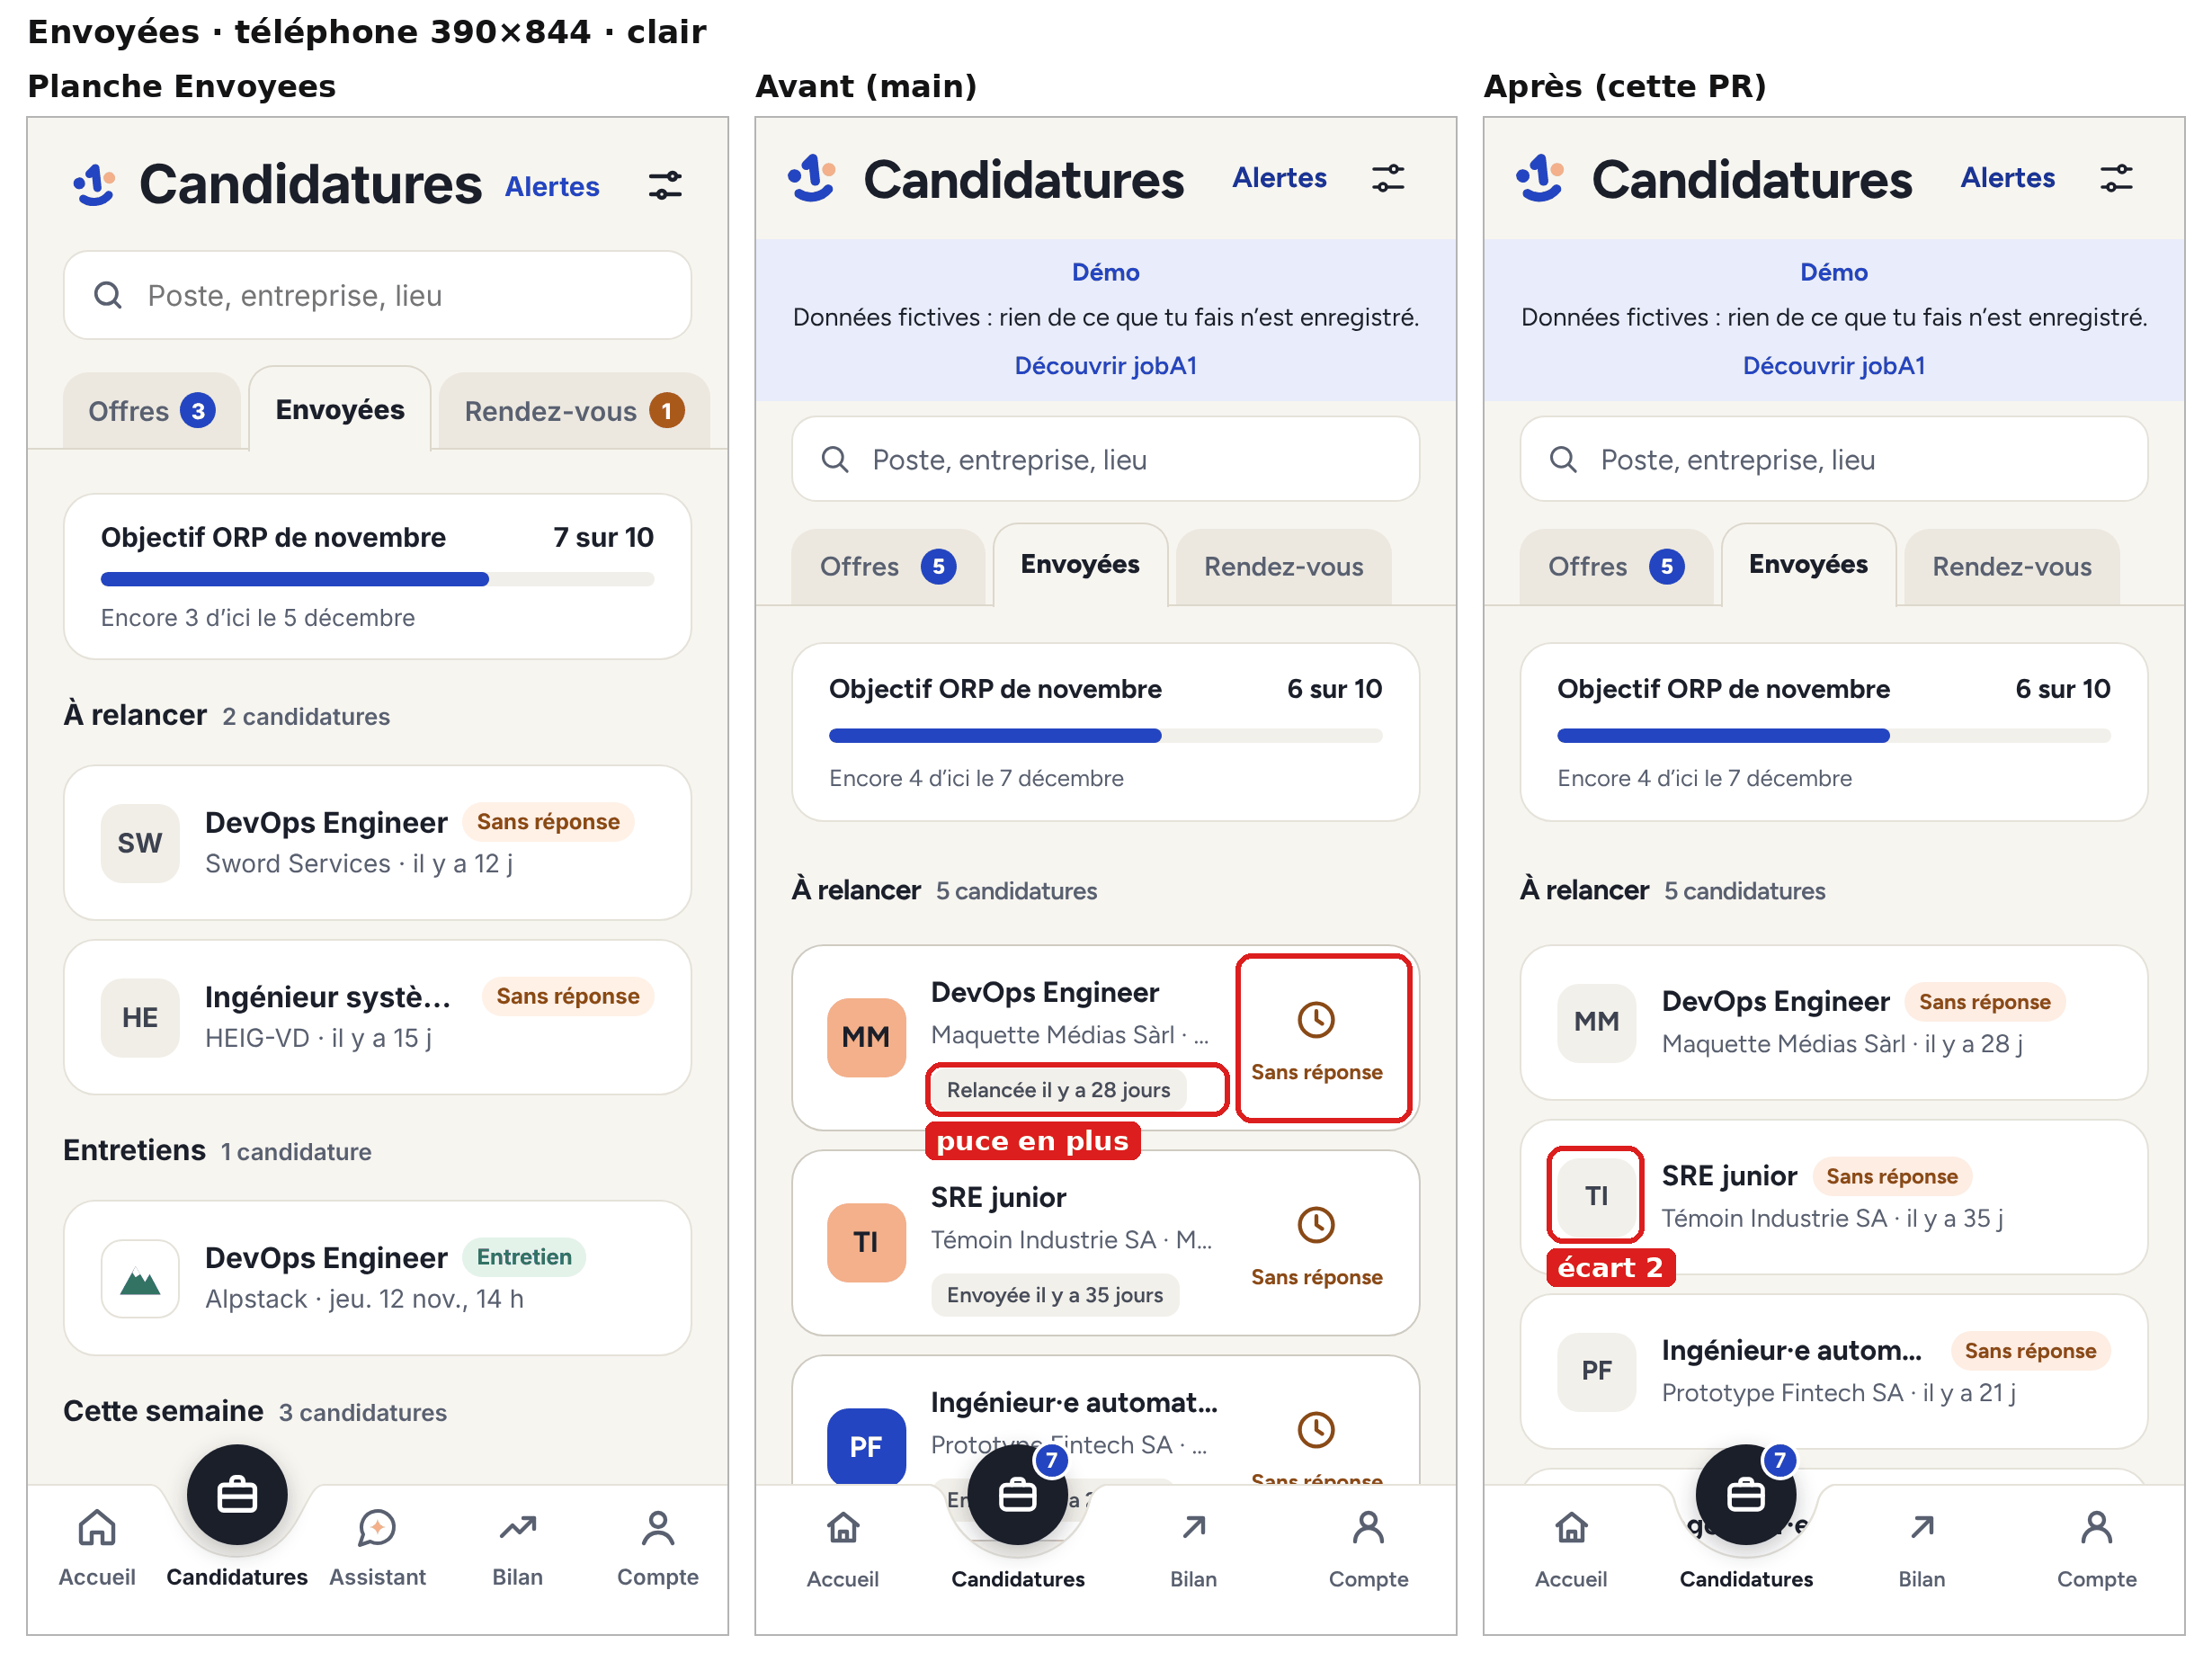 Envoyées · téléphone 390×844 · clair
Planche Envoyees
Candidatures Alertes
Poste, entreprise, lieu
Offres 3 Envoyées Rendez-vous 1
Objectif ORP de novembre 7 sur 10
Encore 3 d’ici le 5 décembre
À relancer 2 candidatures
SW DevOps Engineer Sans réponse
Sword Services · il y a 12 j
HE Ingénieur systè... Sans réponse
HEIG-VD · il y a 15 j
Entretiens 1 candidature
DevOps Engineer Entretien
Alpstack · jeu. 12 nov., 14 h
Cette semaine 3 candidatures
Accueil Candidatures Assistant Bilan Compte
Avant (main)
Candidatures Alertes
Démo
Données fictives : rien de ce que tu fais n’est enregistré.
Découvrir jobA1
Poste, entreprise, lieu
Offres 5 Envoyées Rendez-vous
Objectif ORP de novembre 6 sur 10
Encore 4 d’ici le 7 décembre
À relancer 5 candidatures
MM DevOps Engineer
Maquette Médias Sàrl · ...
Relancée il y a 28 jours
Sans réponse
puce en plus
TI SRE junior
Témoin Industrie SA · M...
Envoyée il y a 35 jours
Sans réponse
PF Ingénieur·e automat...
Prototype Fintech SA · ...
Sans réponse
7
Accueil Candidatures Bilan Compte
Après (cette PR)
Candidatures Alertes
Démo
Données fictives : rien de ce que tu fais n’est enregistré.
Découvrir jobA1
Poste, entreprise, lieu
Offres 5 Envoyées Rendez-vous
Objectif ORP de novembre 6 sur 10
Encore 4 d’ici le 7 décembre
À relancer 5 candidatures
MM DevOps Engineer Sans réponse
Maquette Médias Sàrl · il y a 28 j
TI SRE junior Sans réponse
Témoin Industrie SA · il y a 35 j
écart 2
PF Ingénieur·e autom... Sans réponse
Prototype Fintech SA · il y a 21 j
7
Accueil Candidatures Bilan Compte